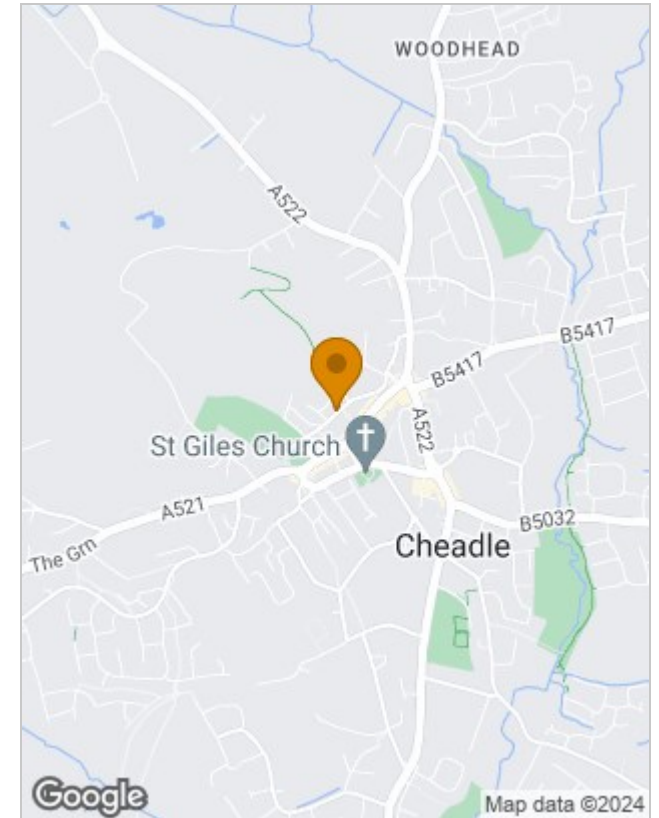 WOODHEAD
A522
B5417
B5417
A522
St Giles Church
A521
B5032
The Grn
Cheadle
Google
Map data ©2024